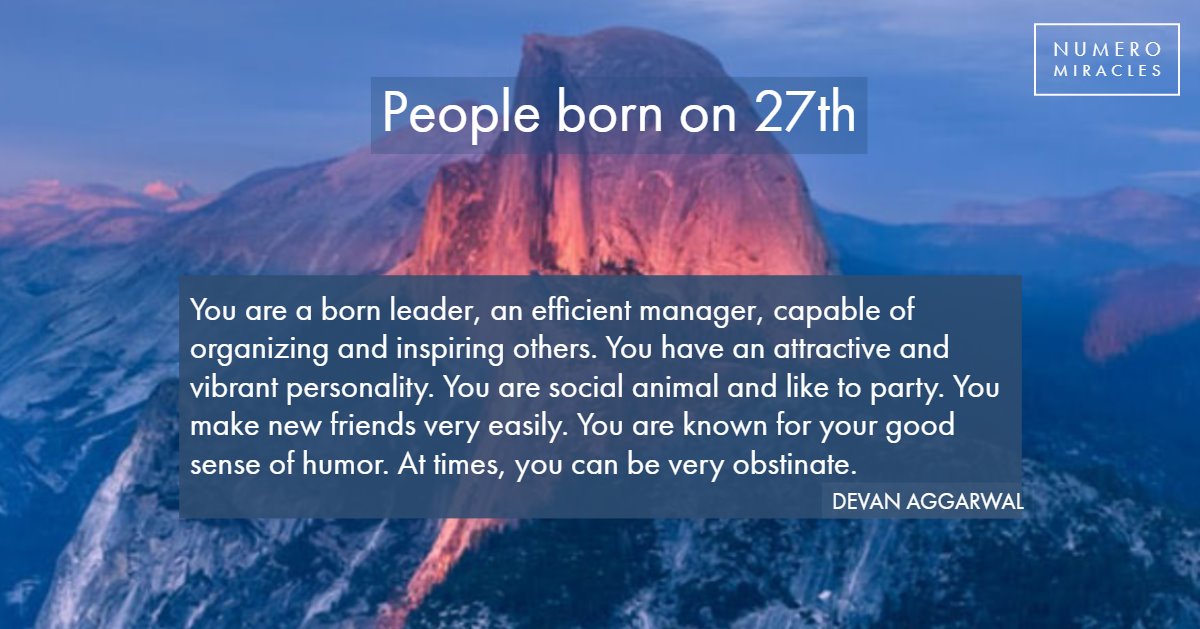 NUMERO
MIRACLES
People born on 27th
You are a born leader, an efficient manager, capable of
organizing and inspiring others. You have an attractive and
vibrant personality. You are social animal and like to party. You
make new friends very easily. You are known for your good
sense of humor. At times, you can be very obstinate.
DEVAN AGGARWAL